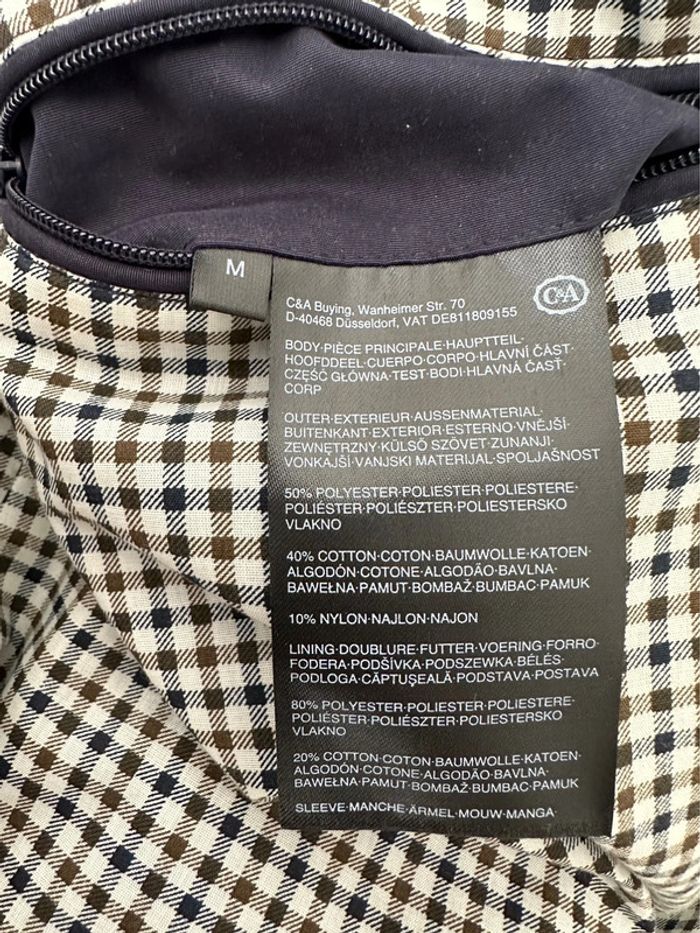 M
C&A
C&A Buying, Wanheimer Str. 70
D-40468 Düsseldorf, VAT DE811809155
BODY·PIÈCE PRINCIPALE·HAUPTTEIL·
HOOFDDEEL·CUERPO·CORPO·HLAVNÍ ČÁST·
CZĘŚĆ GŁÓWNA·TEST·BODI·HLAVNÁ ČASŤ·
CORP
OUTER·EXTERIEUR·AUSSENMATERIAL·
BUITENKANT·EXTERIOR·ESTERNO·VNĚJŠÍ·
ZEWNĘTRZNY·KÜLSŐ SZÖVET·ZUNANJI·
VONKAJŠÍ·VANJSKI MATERIJAL·SPOLJAŠNOST
50% POLYESTER·POLIESTER·POLIESTERE·
POLIÉSTER·POLIÉSZTER·POLIESTERSKO
VLAKNO
40% COTTON·COTON·BAUMWOLLE·KATOEN·
ALGODÓN·COTONE·ALGODÃO·BAVLNA·
BAWEŁNA·PAMUT·BOMBAŽ·BUMBAC·PAMUK
10% NYLON·NAJLON·NAJON
LINING·DOUBLURE·FUTTER·VOERING·FORRO·
FODERA·PODŠÍVKA·PODSZEWKA·BÉLÉS·
PODLOGA·CĂPTUȘEALĂ·PODSTAVA·POSTAVA
80% POLYESTER·POLIESTER·POLIESTERE·
POLIÉSTER·POLIÉSZTER·POLIESTERSKO
VLAKNO
20% COTTON·COTON·BAUMWOLLE·KATOEN·
ALGODÓN·COTONE·ALGODÃO·BAVLNA·
BAWEŁNA·PAMUT·BOMBAŽ·BUMBAC·PAMUK
SLEEVE·MANCHE·ÄRMEL·MOUW·MANGA·